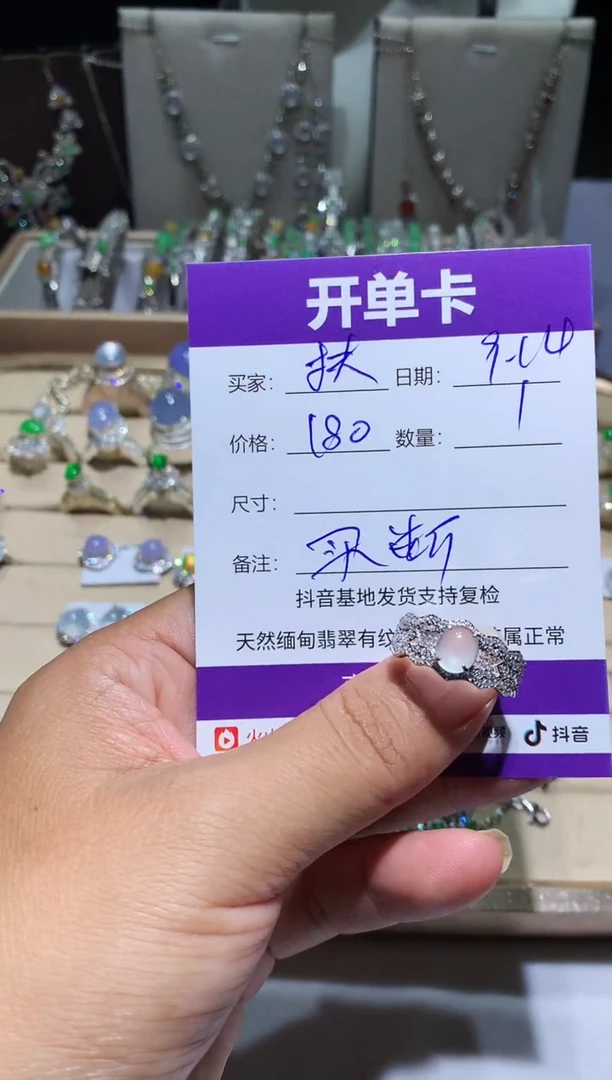 开单卡
买家: 扶 日期: 9.14
价格: 180 数量: 1
尺寸:
备注: 买断
抖音基地发货支持复检
天然缅甸翡翠有纹 属正常
抖音